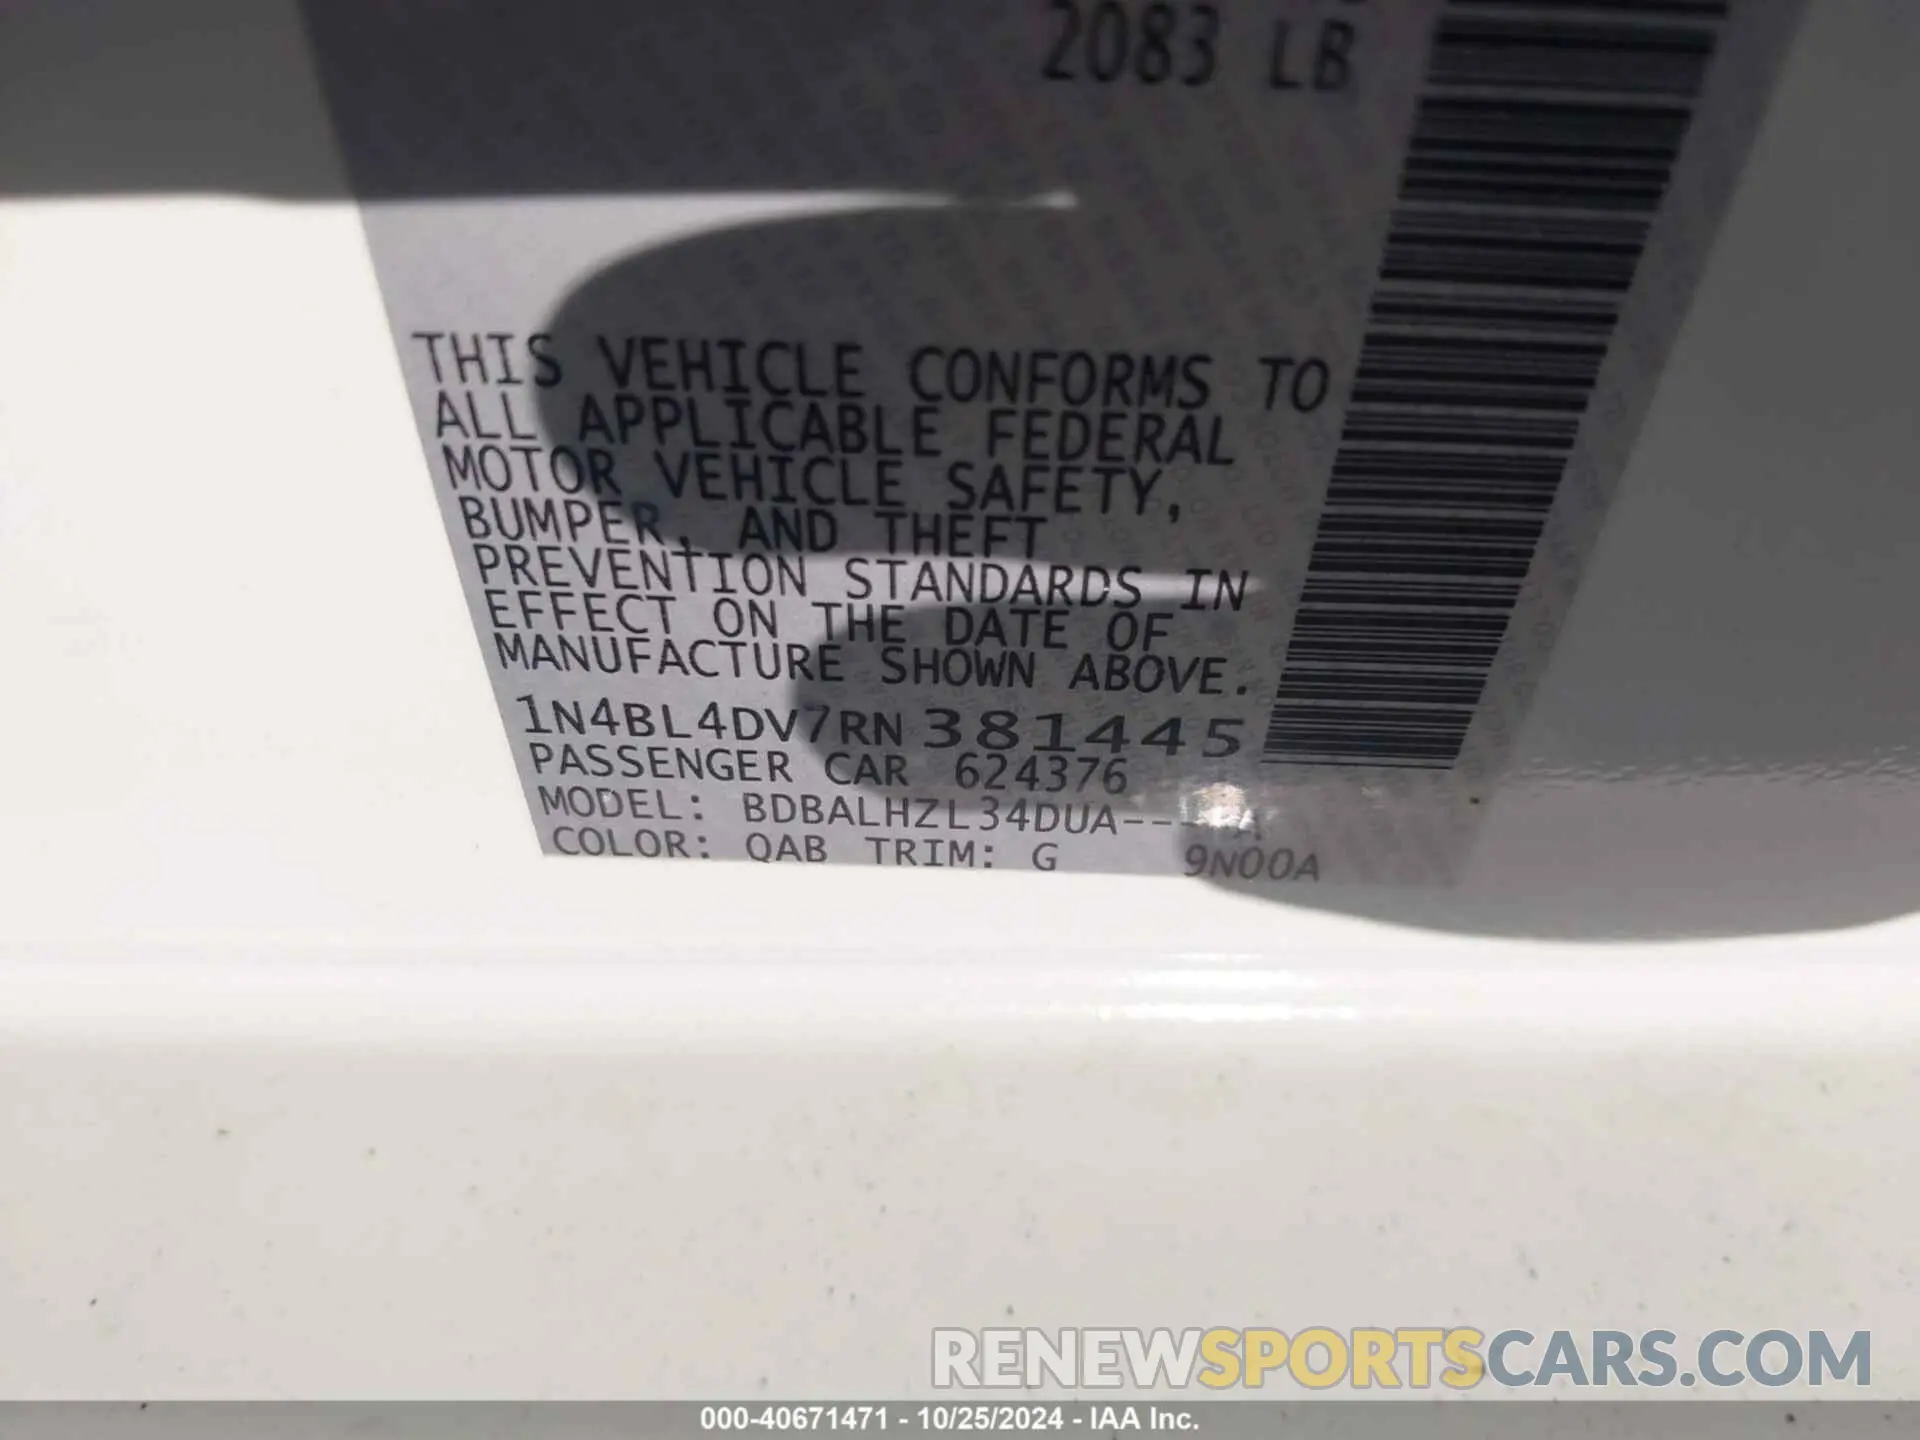 2083 LB
THIS VEHICLE CONFORMS TO
ALL APPLICABLE FEDERAL
MOTOR VEHICLE SAFETY,
BUMPER, AND THEFT
PREVENTION STANDARDS IN
EFFECT ON THE DATE OF
MANUFACTURE SHOWN ABOVE.
1N4BL4DV7RN381445
PASSENGER CAR 624376
MODEL: BDBALHZL34DUA--
COLOR: QAB TRIM: G 9N00A
RENEWSPORTSCARS.COM
000-40671471 - 10/25/2024 - IAA Inc.